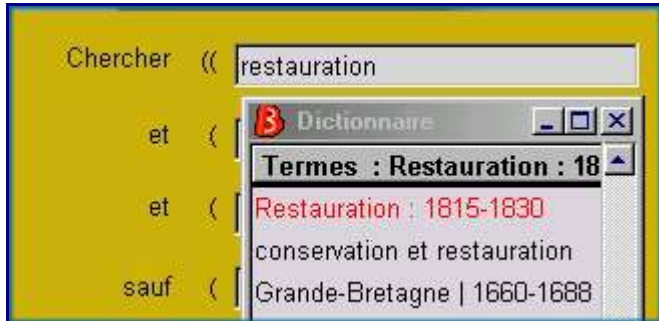 Chercher (( restauration
Dictionnaire
et (
Termes : Restauration : 18
et ( Restauration : 1815-1830
conservation et restauration
sauf ( Grande-Bretagne | 1660-1688